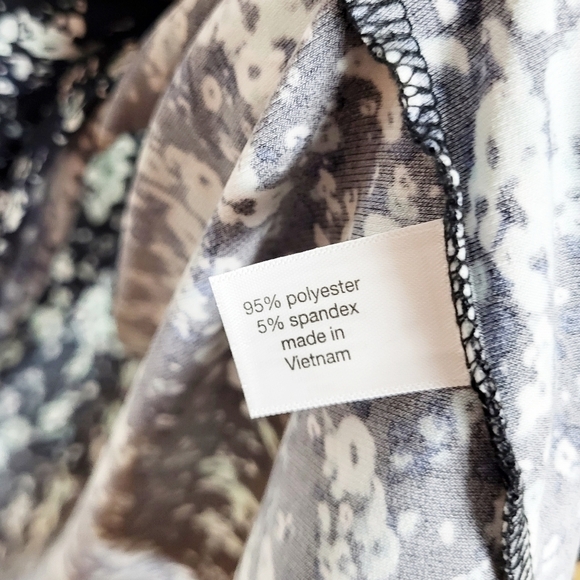 95% polyester
5% spandex
made in
Vietnam